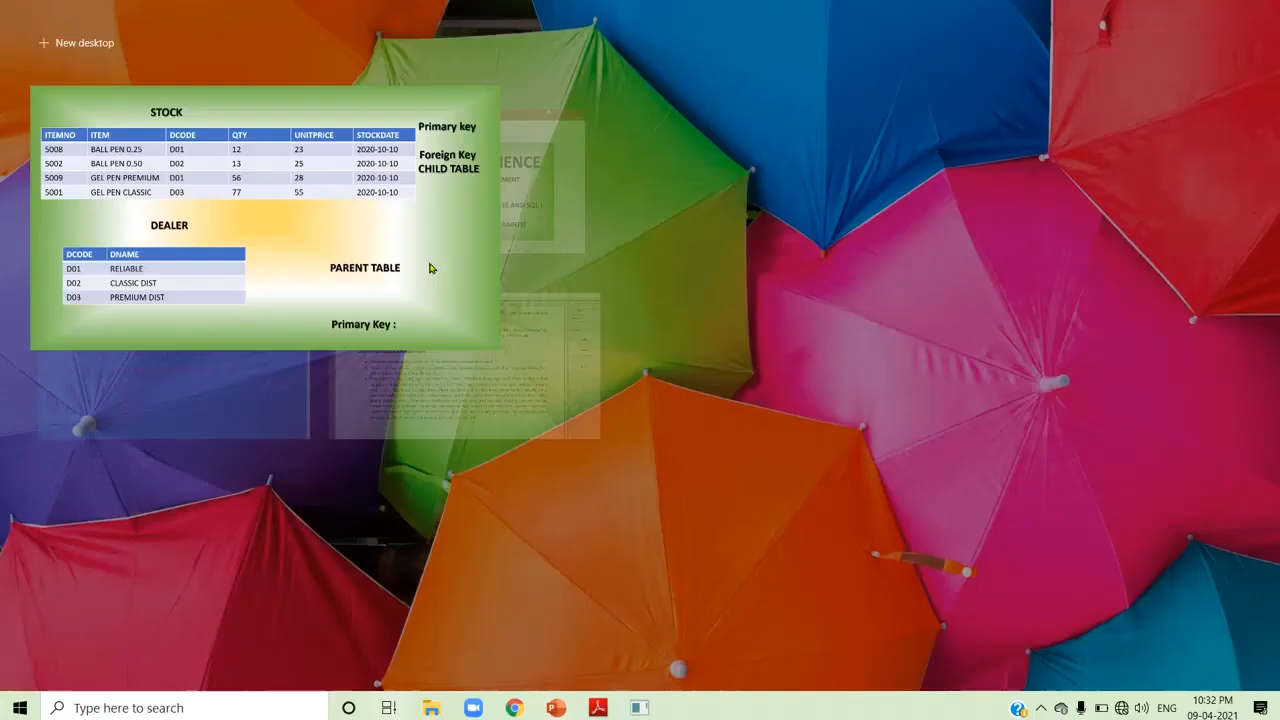 New desktop
STOCK
Primary key
ITEMNO ITEM DCODE QTY UNITPRICE STOCKDATE
5008 BALL PEN 0.25 D01 12 23 2020-10-10
Foreign Key
5002 BALL PEN 0.50 D02 13 25 2020-10-10
CHILD TABLE
5009 GEL PEN PREMIUM D01 56 28 2020-10-10
5001 GEL PEN CLASSIC D03 77 55 2020-10-10
DEALER
DCODE DNAME
D01 RELIABLE
D02 CLASSIC DIST
D03 PREMIUM DIST
PARENT TABLE
Primary Key :
Type here to search
ENG
10:32 PM
09-04-2021